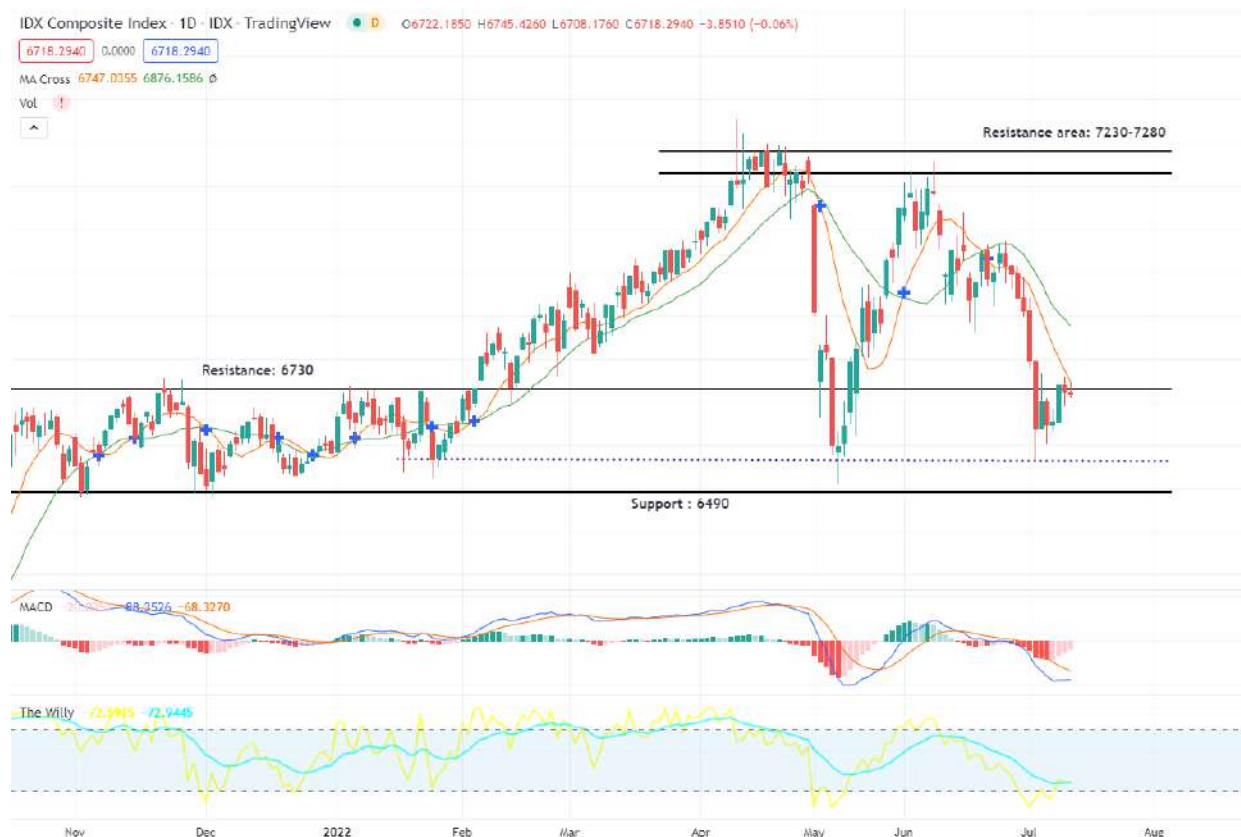 IDX Composite Index · 1D · IDX · TradingView D O6722.1850 H6745.4260 L6708.1760 C6718.2940 −3.8510 (−0.06%)
6718.2940 0.0000 6718.2940
MA Cross 6747.0355 6876.1586 Ø
Vol !
Resistance area: 7230-7280
Resistance: 6730
Support : 6490
MACD −68.3270
The Willy −72.9445
Nov Dec 2022 Feb Mar Apr May Jun Jul Aug